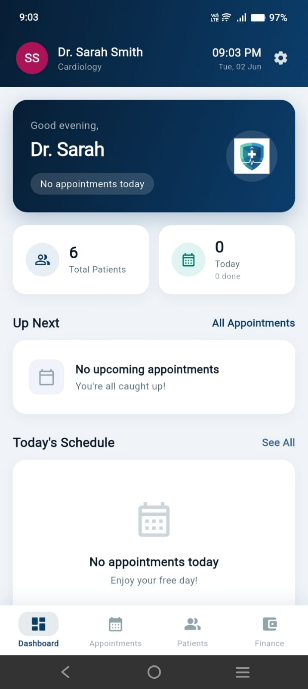 9:03
97%
SS
Dr. Sarah Smith
Cardiology
09:03 PM
Tue, 02 Jun
Good evening,
Dr. Sarah
No appointments today
6
Total Patients
0
Today
0 done
Up Next
All Appointments
No upcoming appointments
You're all caught up!
Today's Schedule
See All
No appointments today
Enjoy your free day!
Dashboard
Appointments
Patients
Finance